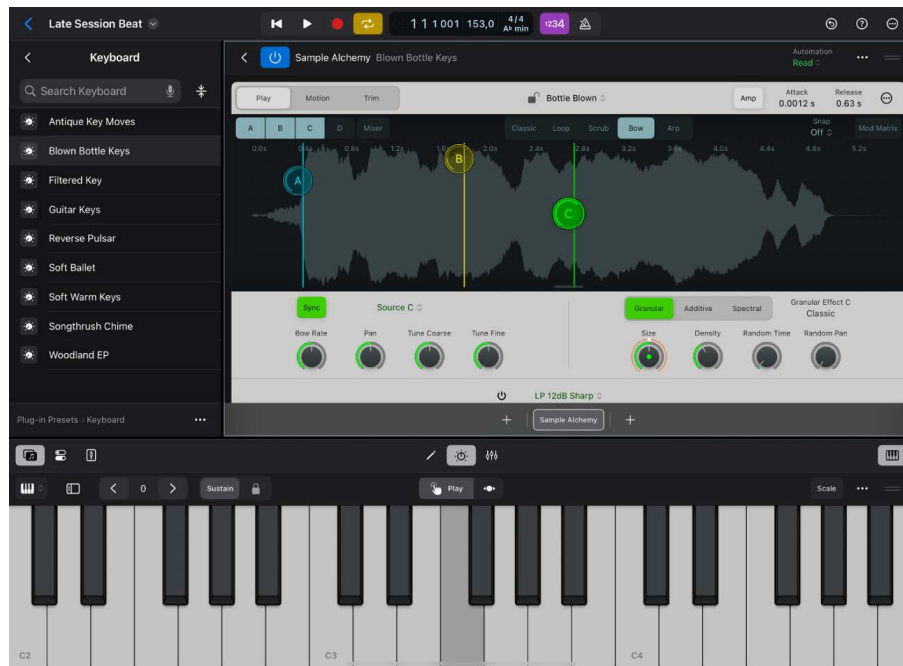 Late Session Beat
1 1 1 001 153,0 4/4
A♭ min
1234
Keyboard
Sample Alchemy Blown Bottle Keys
Automation
Read
Search Keyboard
Play Motion Trim
Bottle Blown
Amp
Attack
0.0012 s
Release
0.63 s
Antique Key Moves
Blown Bottle Keys
Filtered Key
Guitar Keys
Reverse Pulsar
Soft Ballet
Soft Warm Keys
Songthrush Chime
Woodland EP
A B C D Mixer
Classic Loop Scrub Bow Arp
Snap
Off
Mod Matrix
0.0s 0.4s 0.8s 1.2s 1.6s 2.0s 2.4s 2.8s 3.2s 3.6s 4.0s 4.4s 4.8s 5.2s
A
B
C
Sync
Source C
Granular Additive Spectral
Granular Effect C
Classic
Bow Rate Pan Tune Coarse Tune Fine
Size Density Random Time Random Pan
LP 12dB Sharp
Plug-in Presets Keyboard
Sample Alchemy
0
Sustain
Play
Scale
C2 C3 C4